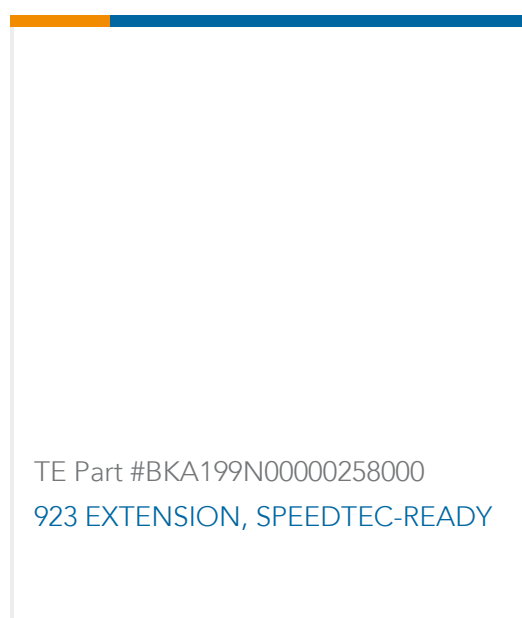 TE Part #BKA199N00000258000
923 EXTENSION, SPEEDTEC-READY